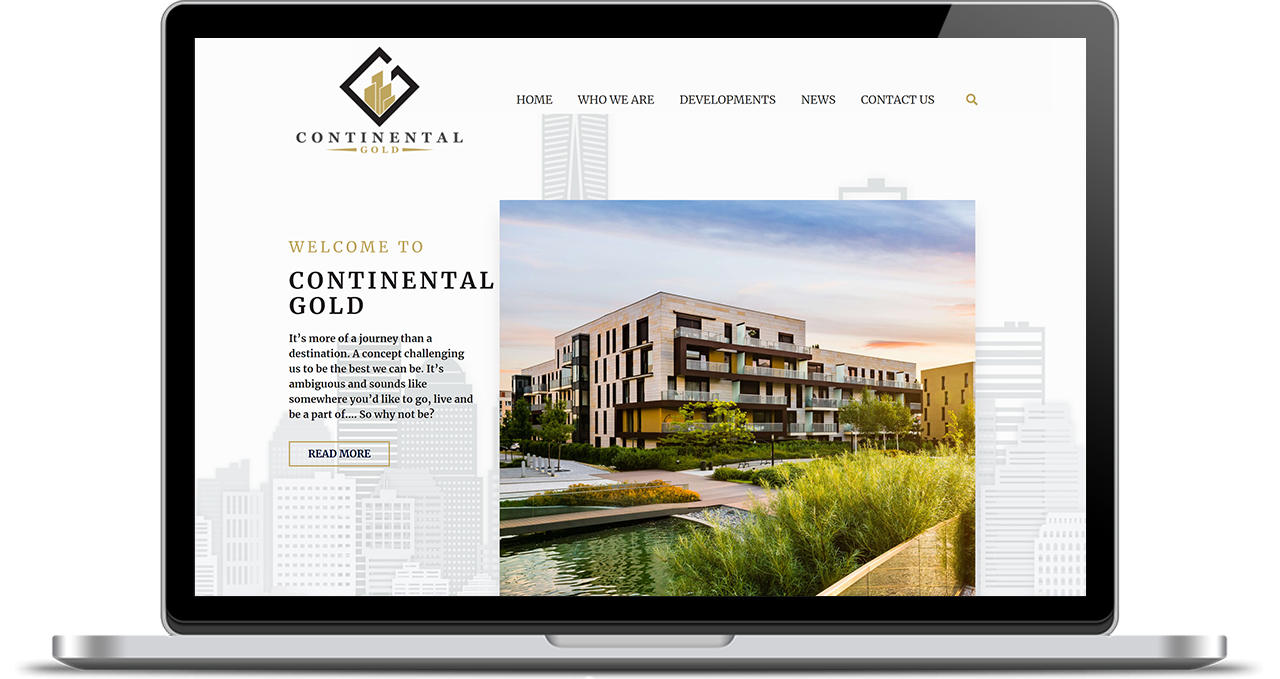 CONTINENTAL
GOLD
HOME WHO WE ARE DEVELOPMENTS NEWS CONTACT US
WELCOME TO
CONTINENTAL
GOLD
It’s more of a journey than a
destination. A concept challenging
us to be the best we can be. It’s
ambiguous and sounds like
somewhere you’d like to go, live and
be a part of.... So why not be?
READ MORE